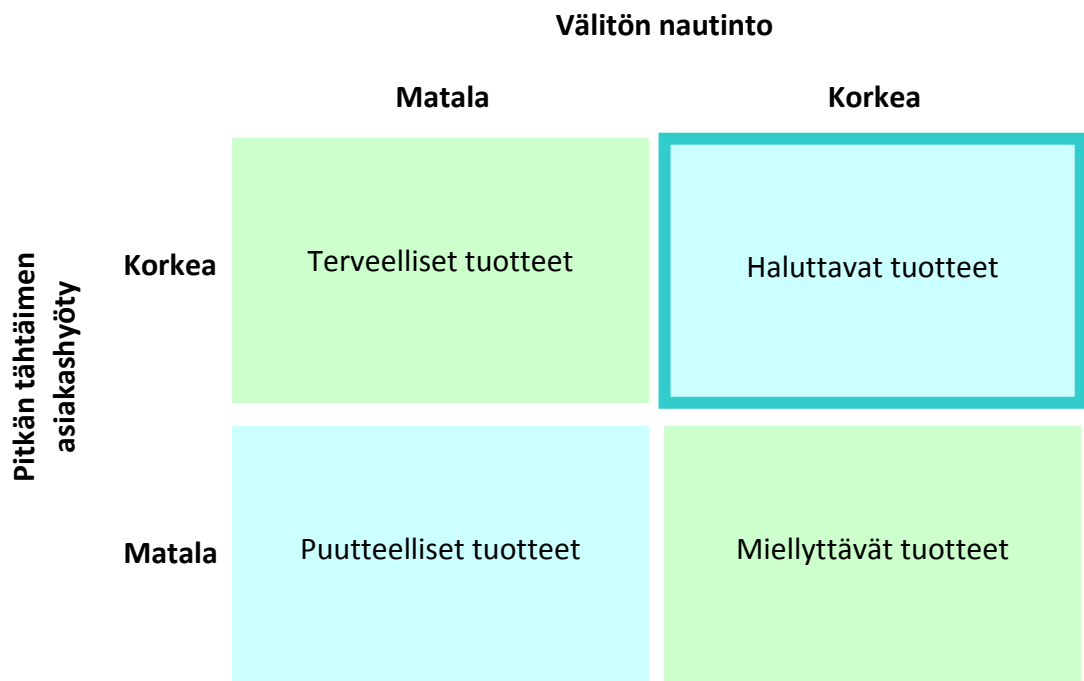 Välitön nautinto
Matala
Korkea
Pitkän tähtäimen
asiakashyöty
Korkea
Terveelliset tuotteet
Haluttavat tuotteet
Matala
Puutteelliset tuotteet
Miellyttävät tuotteet